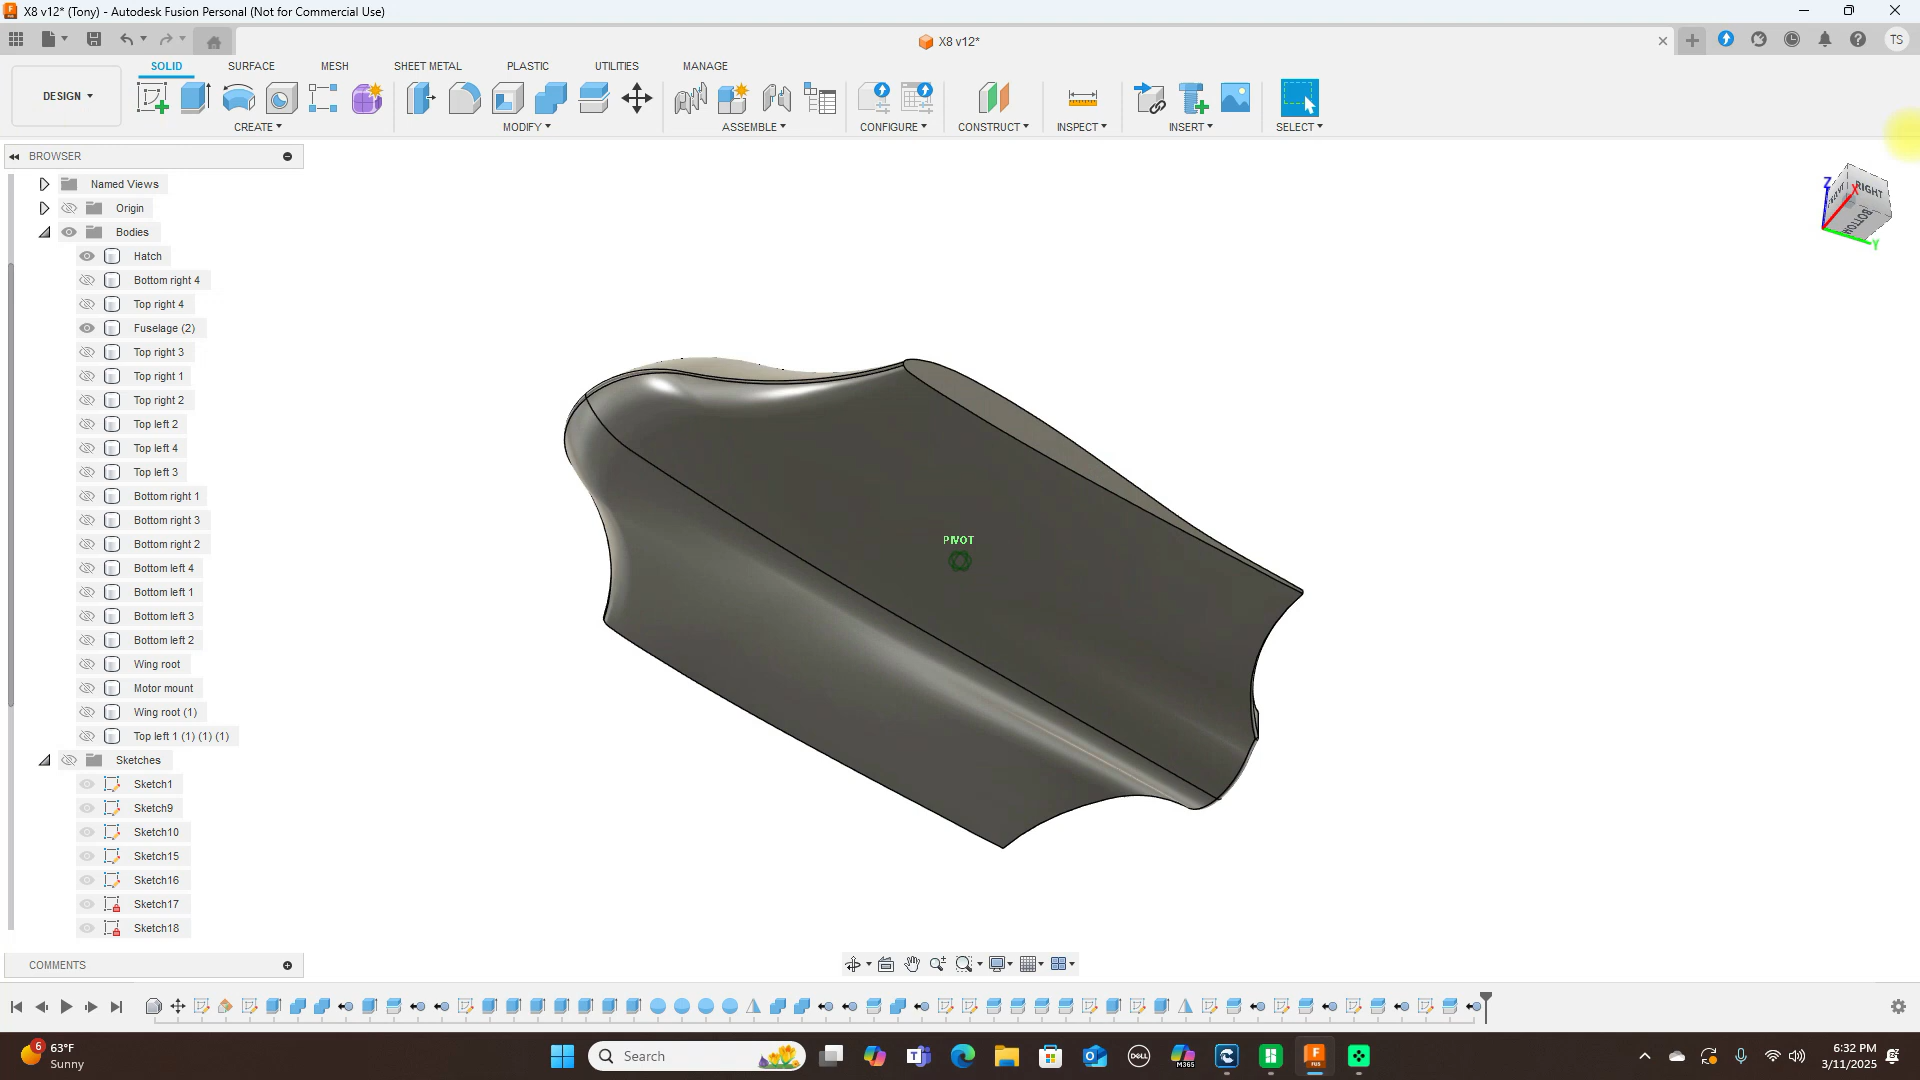 X8 v12* (Tony) - Autodesk Fusion Personal (Not for Commercial Use)
X8 v12*
TS
DESIGN
SOLID
SURFACE
MESH
SHEET METAL
PLASTIC
UTILITIES
MANAGE
CREATE
MODIFY
ASSEMBLE
CONFIGURE
CONSTRUCT
INSPECT
INSERT
SELECT
BROWSER
Named Views
Origin
Bodies
Hatch
Bottom right 4
Top right 4
Fuselage (2)
Top right 3
Top right 1
Top right 2
Top left 2
Top left 4
Top left 3
Bottom right 1
Bottom right 3
Bottom right 2
Bottom left 4
Bottom left 1
Bottom left 3
Bottom left 2
Wing root
Motor mount
Wing root (1)
Top left 1 (1) (1) (1)
Sketches
Sketch1
Sketch9
Sketch10
Sketch15
Sketch16
Sketch17
Sketch18
PIVOT
Z
X
RIGHT
BOTTOM
Y
COMMENTS
6
63°F
Sunny
Search
DELL
M365
FUS
6:32 PM
3/11/2025